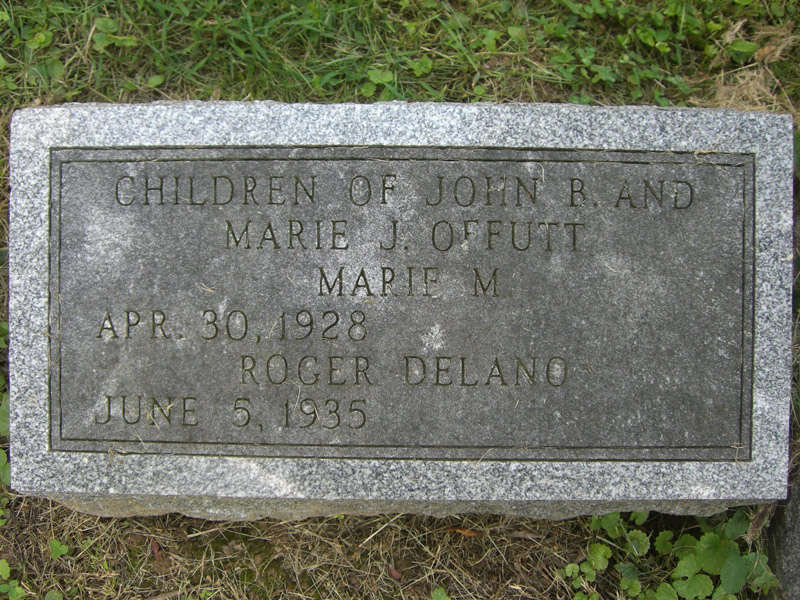 CHILDREN OF JOHN B. AND
MARIE J. OFFUTT
MARIE M.
APR. 30, 1928
ROGER DELANO
JUNE 5, 1935